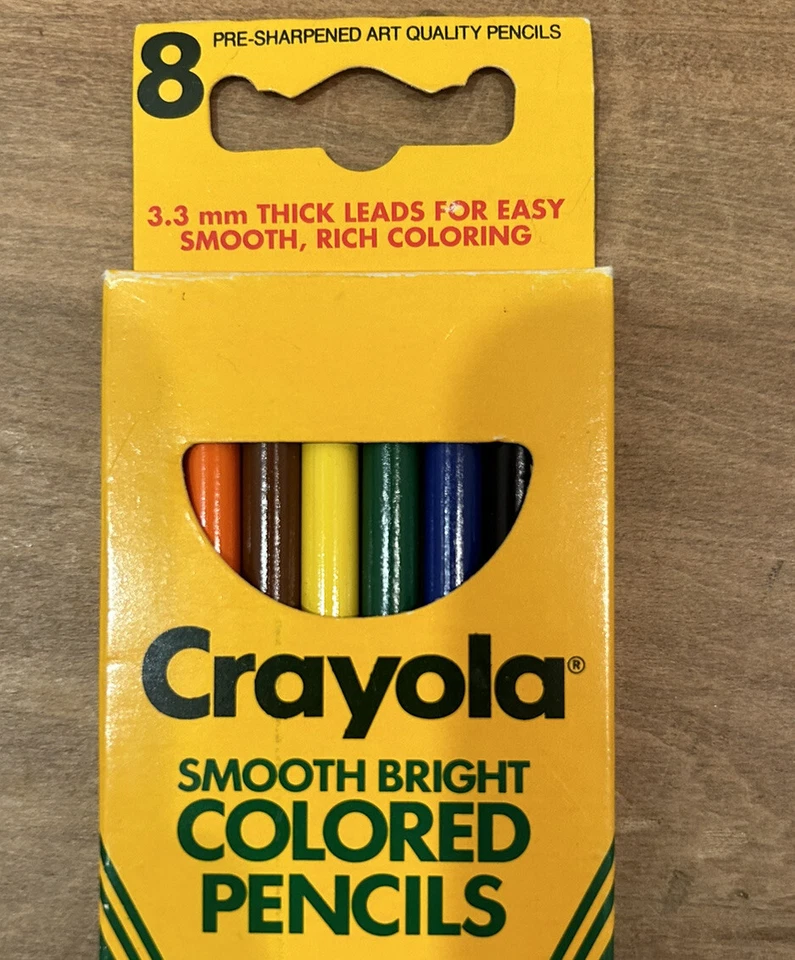 8 PRE-SHARPENED ART QUALITY PENCILS
3.3 mm THICK LEADS FOR EASY
SMOOTH, RICH COLORING
Crayola®
SMOOTH BRIGHT
COLORED
PENCILS